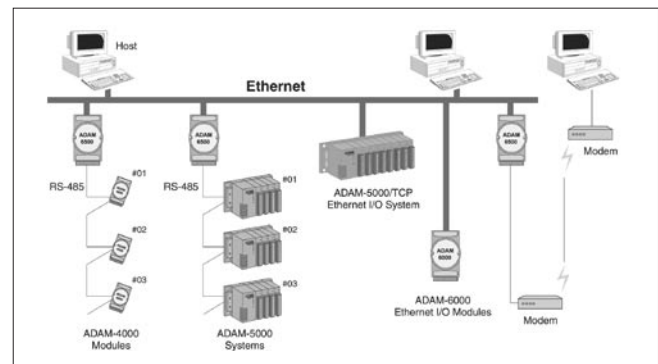 Host
Ethernet
ADAM
6500
ADAM
6500
ADAM
6500
RS-485
#01
#02
#03
ADAM-4000
Modules
RS-485
#01
#02
#03
ADAM-5000
Systems
ADAM-5000/TCP
Ethernet I/O System
ADAM
6000
ADAM-6000
Ethernet I/O Modules
Modem
Modem